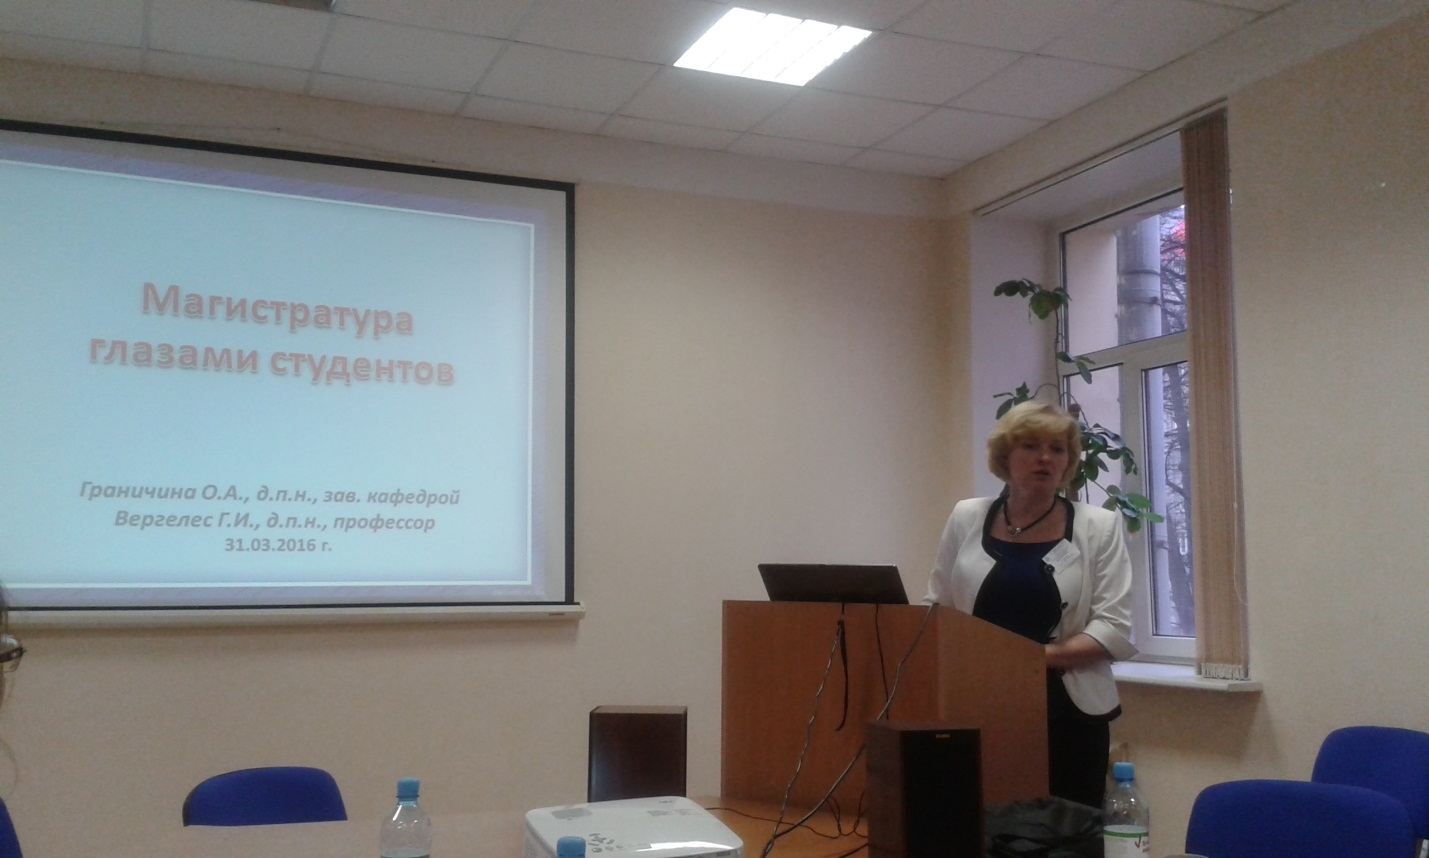 Магистратура
глазами студентов
Граничина О.А., д.п.н., зав. кафедрой
Вергелес Г.И., д.п.н., профессор
31.03.2016 г.